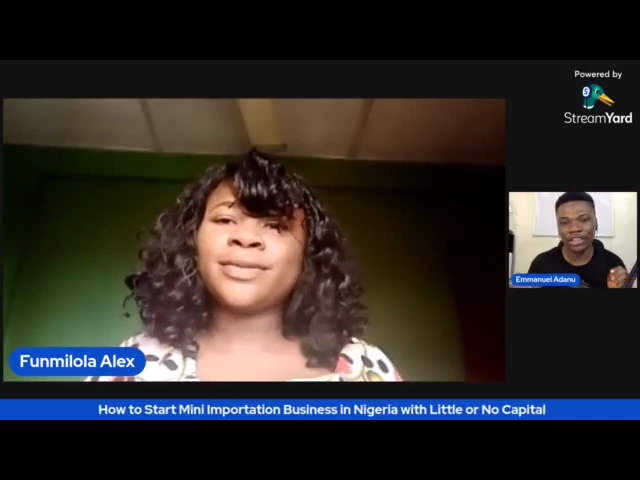 Powered by
StreamYard
Emmanuel Adanu
Funmilola Alex
How to Start Mini Importation Business in Nigeria with Little or No Capital